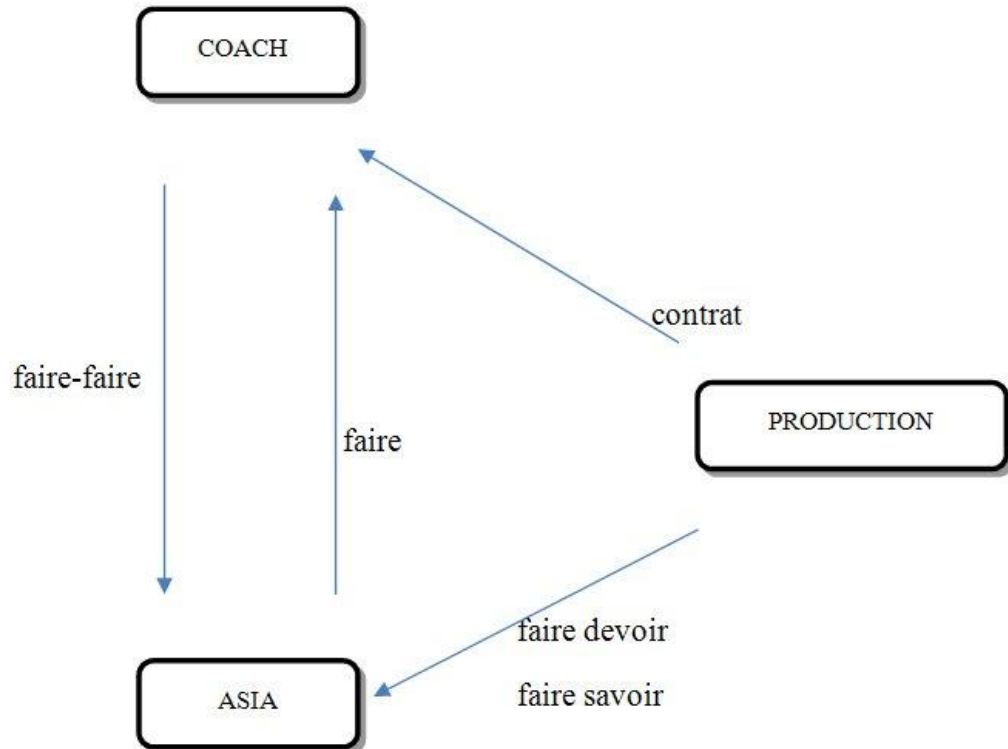 COACH
contrat
faire-faire
PRODUCTION
faire
faire devoir
faire savoir
ASIA